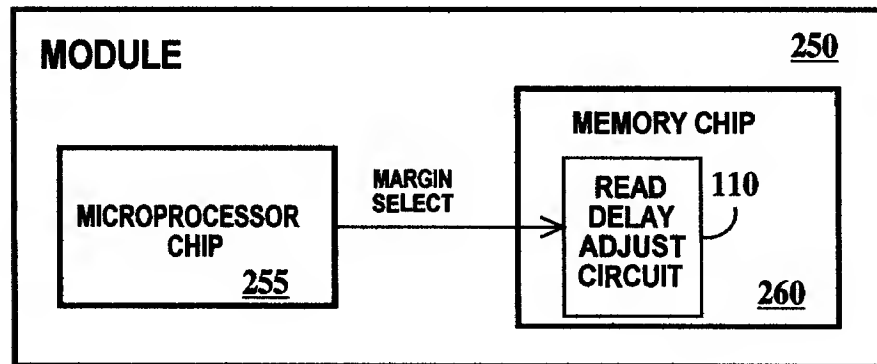 MODULE
250
MICROPROCESSOR
CHIP
255
MARGIN
SELECT
MEMORY CHIP
READ
DELAY
ADJUST
CIRCUIT
110
260